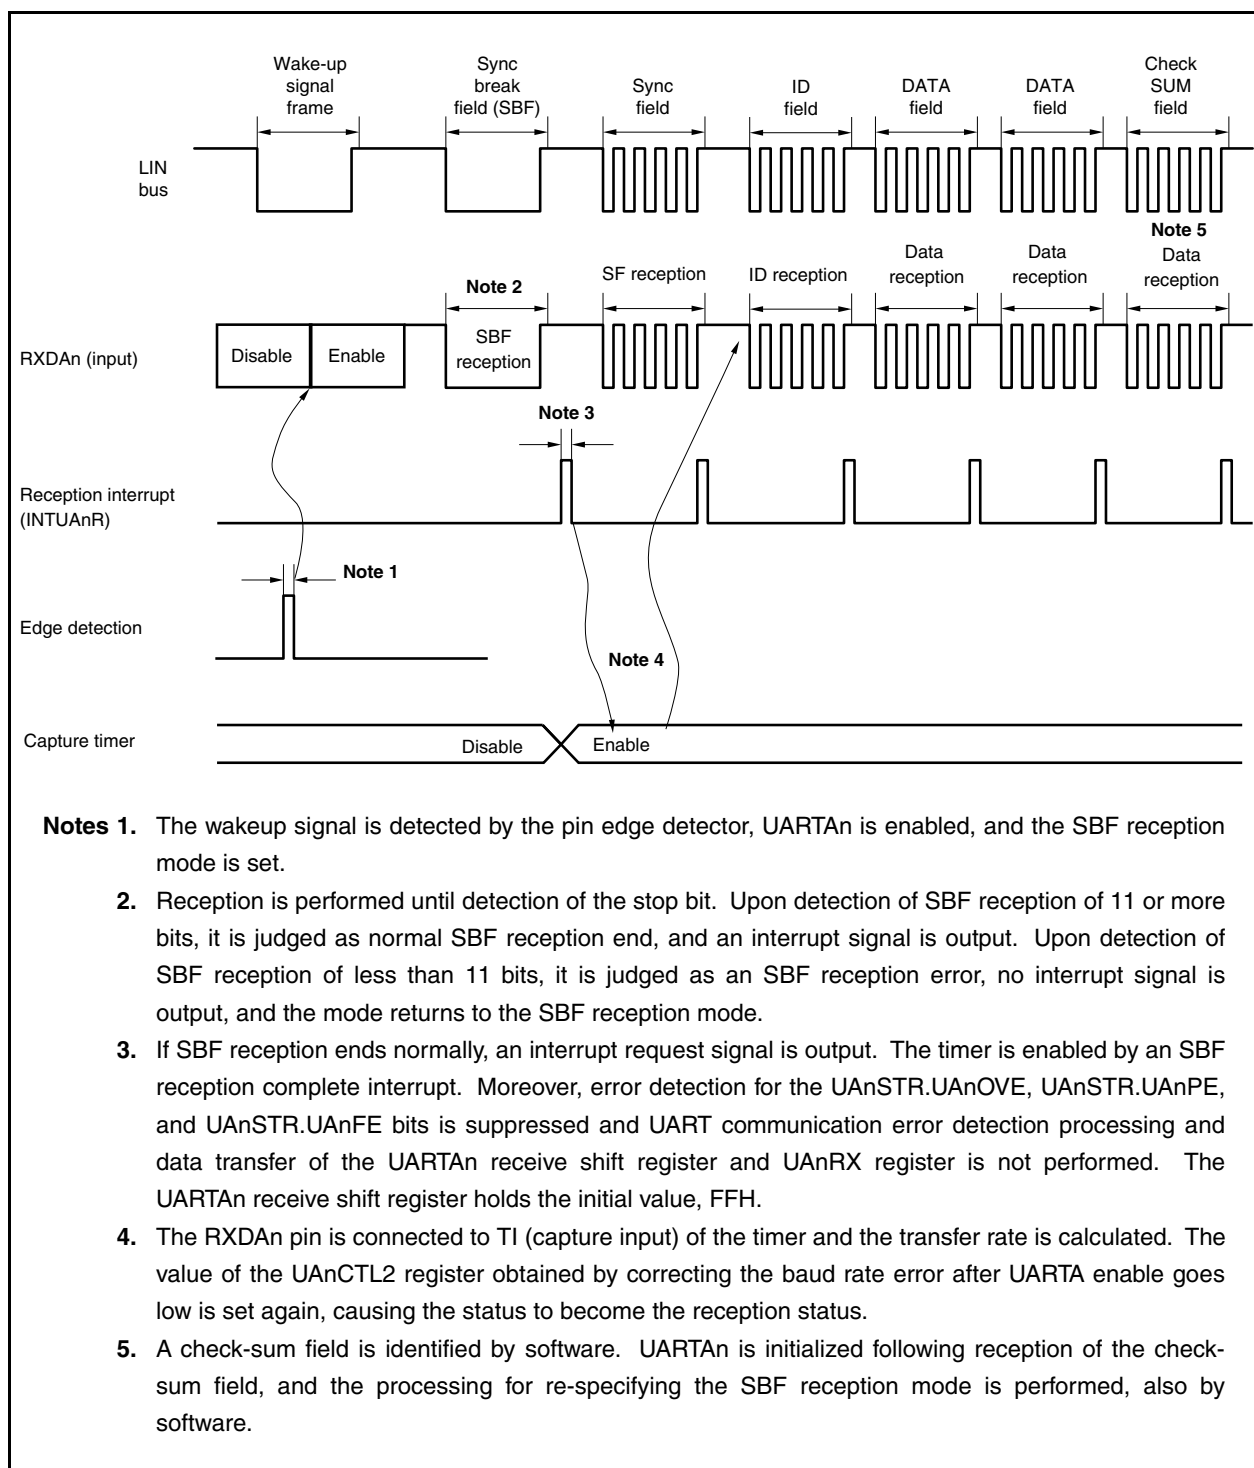 Wake-up
signal
frame
Sync
break
field (SBF)
Sync
field
ID
field
DATA
field
DATA
field
Check
SUM
field
LIN
bus
Note 5
Note 2
SF reception
ID reception
Data
reception
Data
reception
Data
reception
RXDAn (input)
Disable
Enable
SBF
reception
Note 3
Reception interrupt
(INTUAnR)
Note 1
Edge detection
Note 4
Capture timer
Disable
Enable
Notes 1. The wakeup signal is detected by the pin edge detector, UARTAn is enabled, and the SBF reception
mode is set.
2. Reception is performed until detection of the stop bit. Upon detection of SBF reception of 11 or more
bits, it is judged as normal SBF reception end, and an interrupt signal is output. Upon detection of
SBF reception of less than 11 bits, it is judged as an SBF reception error, no interrupt signal is
output, and the mode returns to the SBF reception mode.
3. If SBF reception ends normally, an interrupt request signal is output. The timer is enabled by an SBF
reception complete interrupt. Moreover, error detection for the UAnSTR.UAnOVE, UAnSTR.UAnPE,
and UAnSTR.UAnFE bits is suppressed and UART communication error detection processing and
data transfer of the UARTAn receive shift register and UAnRX register is not performed. The
UARTAn receive shift register holds the initial value, FFH.
4. The RXDAn pin is connected to TI (capture input) of the timer and the transfer rate is calculated. The
value of the UAnCTL2 register obtained by correcting the baud rate error after UARTA enable goes
low is set again, causing the status to become the reception status.
5. A check-sum field is identified by software. UARTAn is initialized following reception of the check-
sum field, and the processing for re-specifying the SBF reception mode is performed, also by
software.